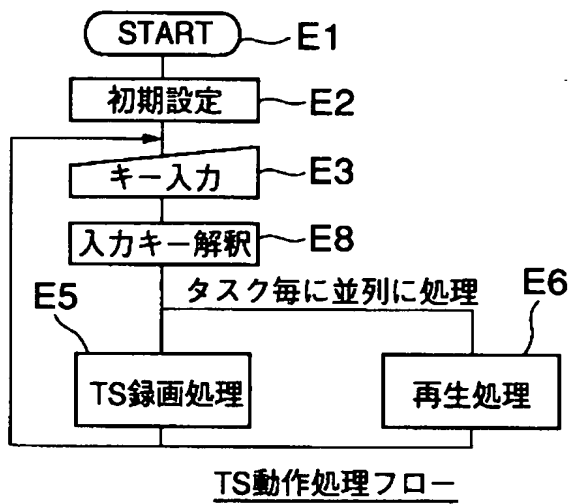 START E1
初期設定 E2
キー入力 E3
入力キー解釈 E8
タスク毎に並列に処理
E5 E6
TS録画処理 再生処理
TS動作処理フロー